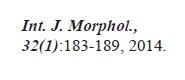 Int. J. Morphol.,
32(1):183-189, 2014.